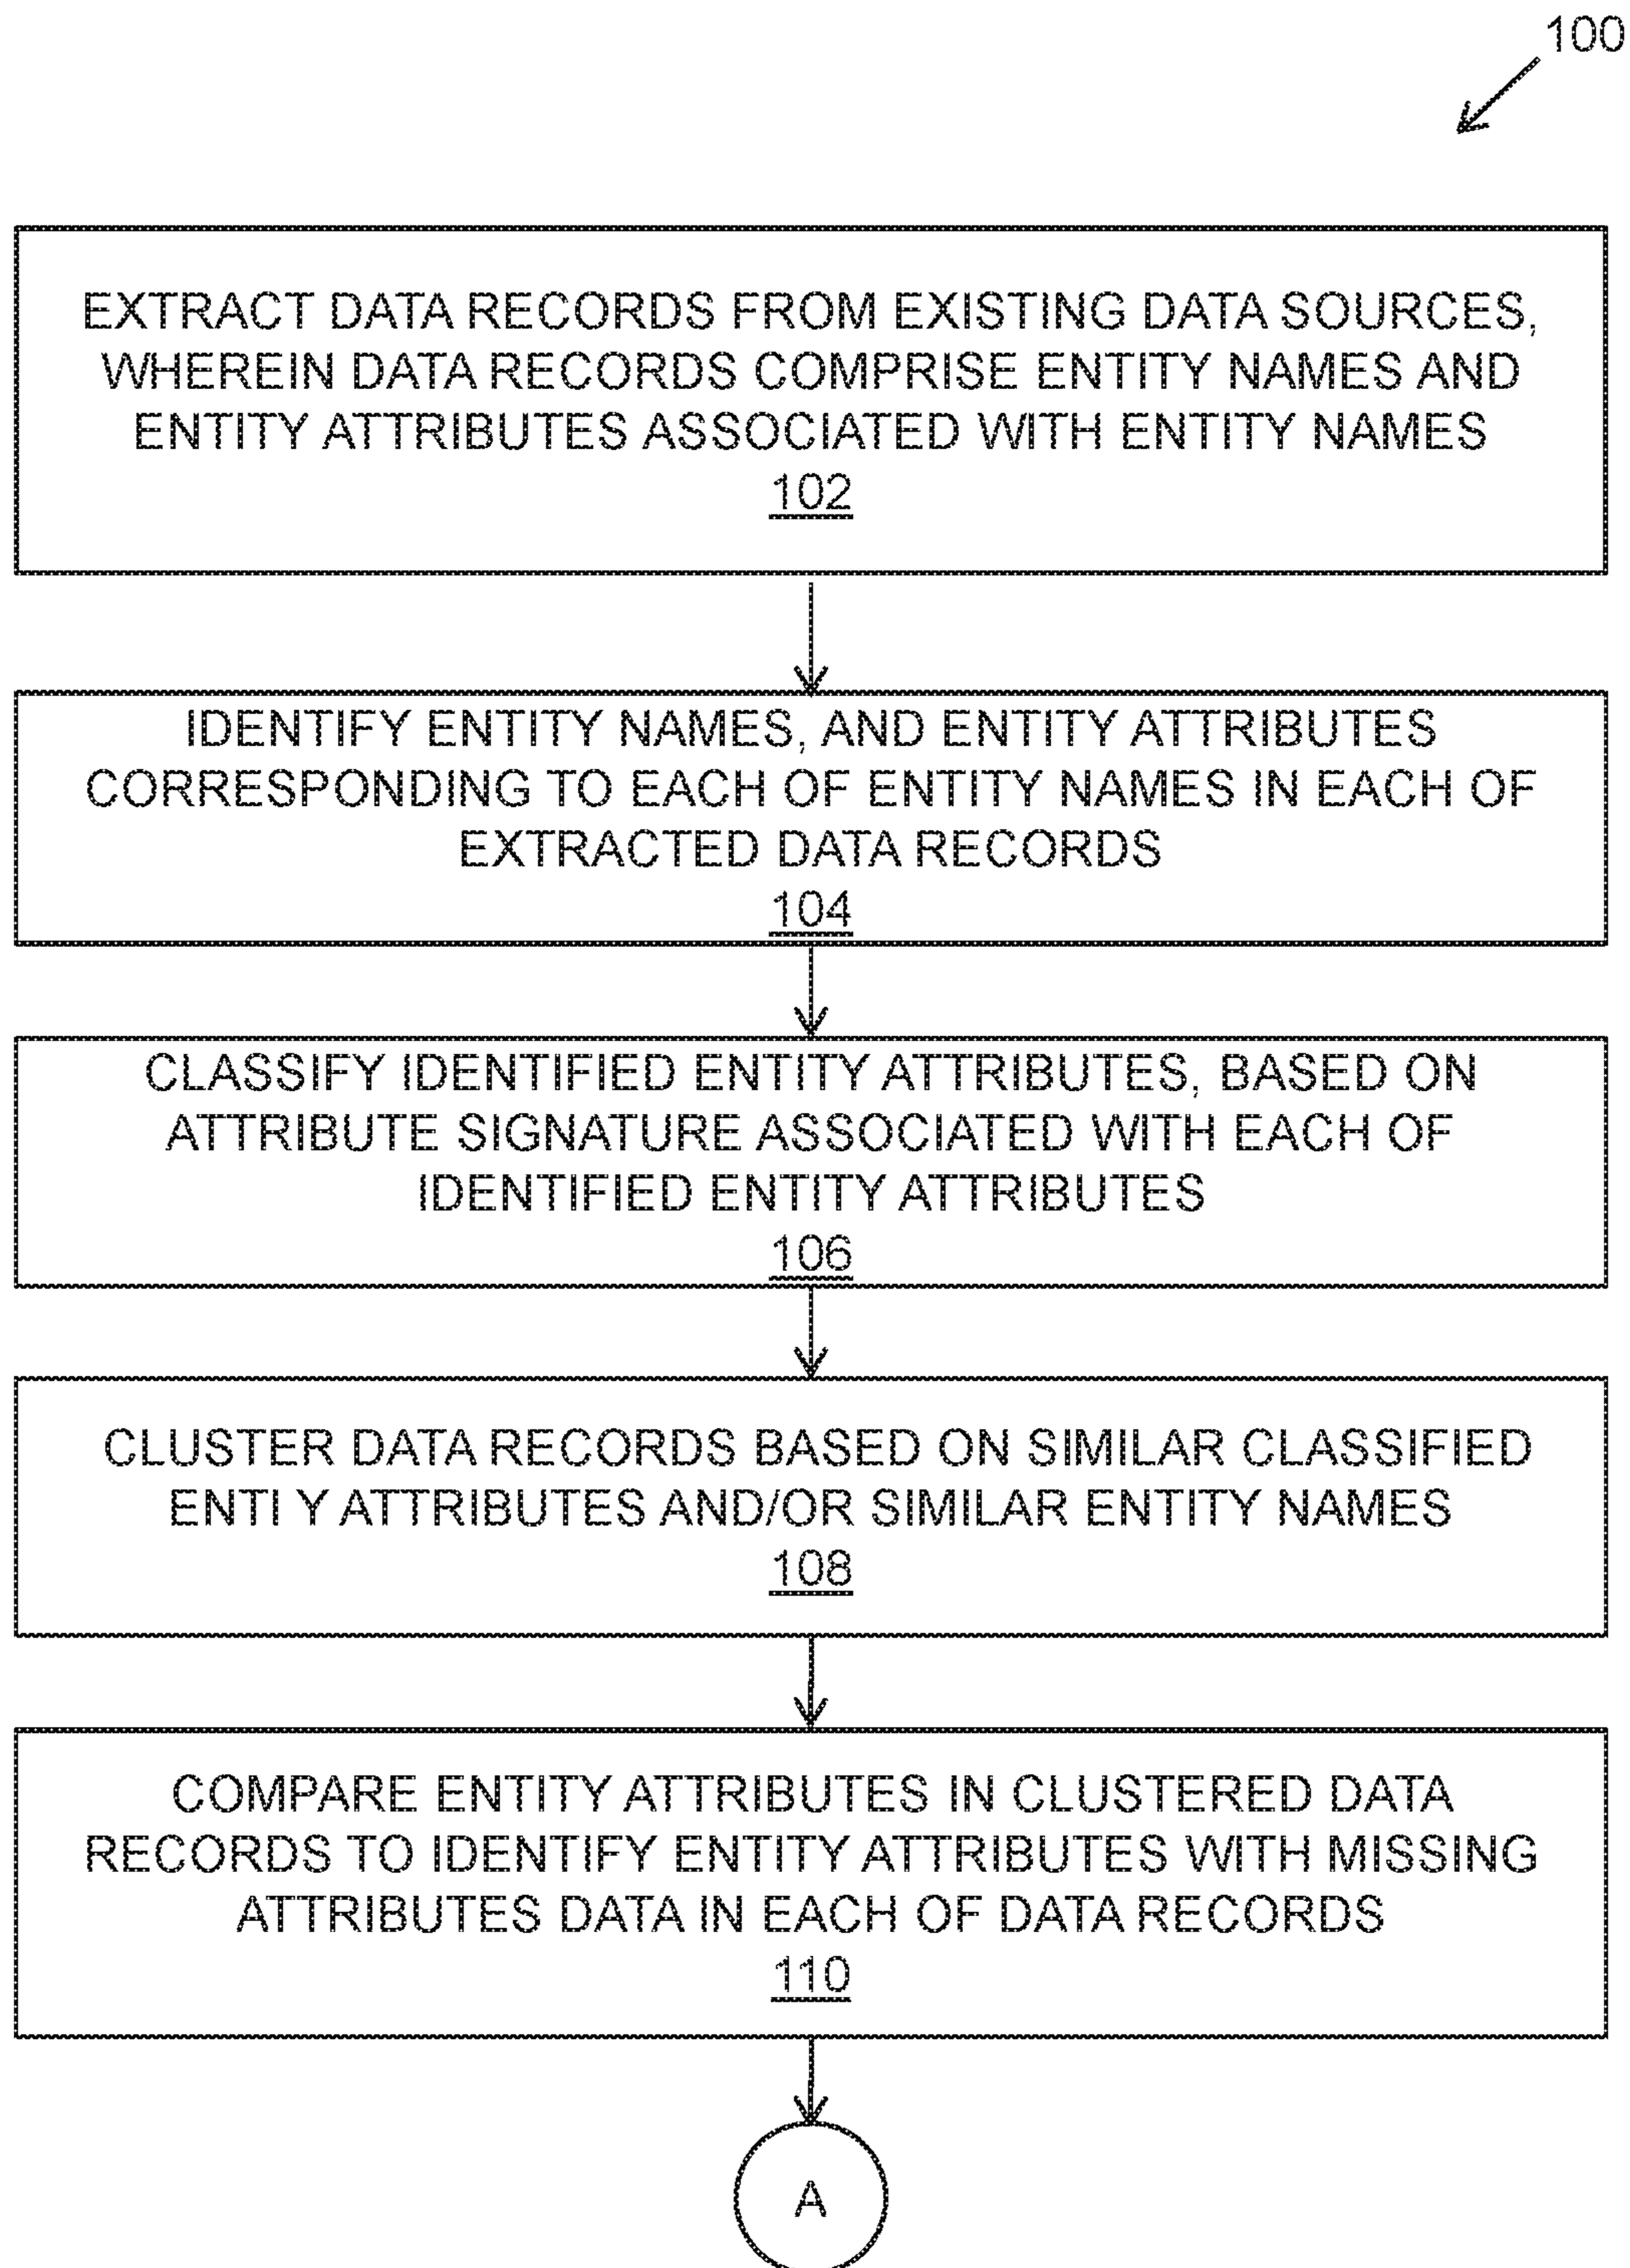 100
EXTRACT DATA RECORDS FROM EXISTING DATA SOURCES,
WHEREIN DATA RECORDS COMPRISE ENTITY NAMES AND
ENTITY ATTRIBUTES ASSOCIATED WITH ENTITY NAMES
102
IDENTIFY ENTITY NAMES, AND ENTITY ATTRIBUTES
CORRESPONDING TO EACH OF ENTITY NAMES IN EACH OF
EXTRACTED DATA RECORDS
104
CLASSIFY IDENTIFIED ENTITY ATTRIBUTES, BASED ON
ATTRIBUTE SIGNATURE ASSOCIATED WITH EACH OF
IDENTIFIED ENTITY ATTRIBUTES
106
CLUSTER DATA RECORDS BASED ON SIMILAR CLASSIFIED
ENTI Y ATTRIBUTES AND/OR SIMILAR ENTITY NAMES
108
COMPARE ENTITY ATTRIBUTES IN CLUSTERED DATA
RECORDS TO IDENTIFY ENTITY ATTRIBUTES WITH MISSING
ATTRIBUTES DATA IN EACH OF DATA RECORDS
110
A